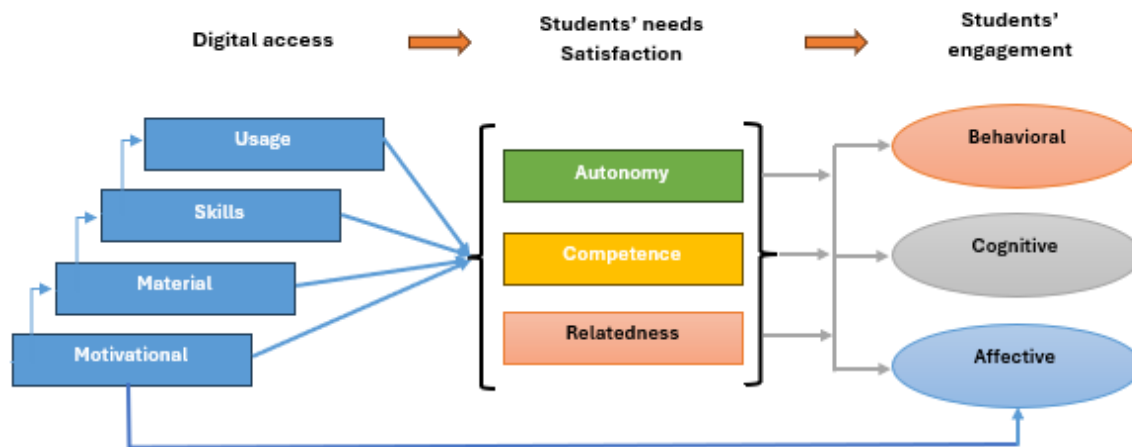 Digital access
Students’ needs
Satisfaction
Students’
engagement
Usage
Skills
Material
Motivational
Autonomy
Competence
Relatedness
Behavioral
Cognitive
Affective